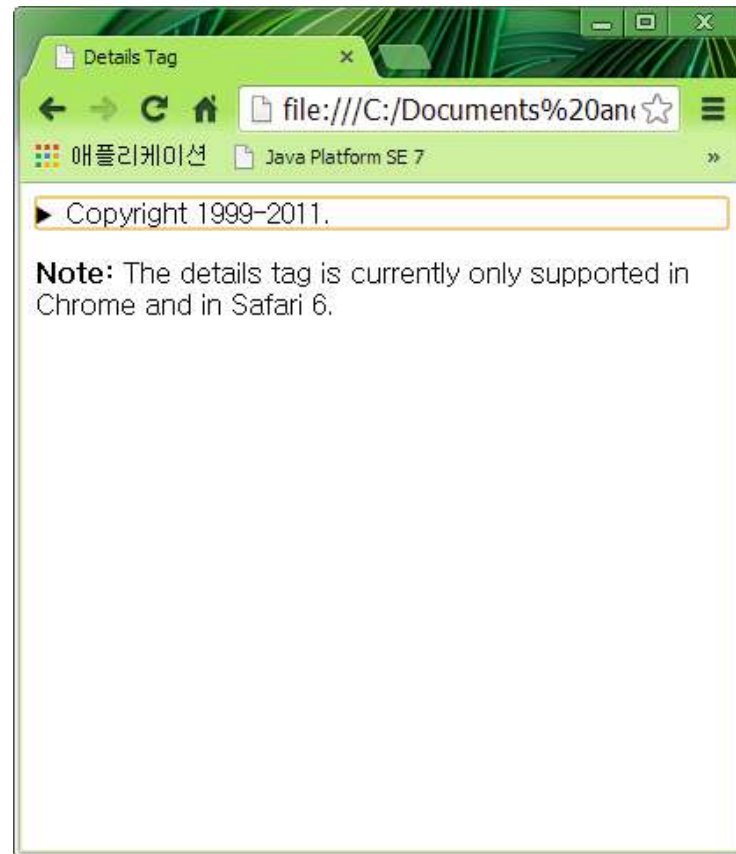 Details Tag
file:///C:/Documents%20an
애플리케이션 Java Platform SE 7
Copyright 1999-2011.
Note: The details tag is currently only supported in
Chrome and in Safari 6.